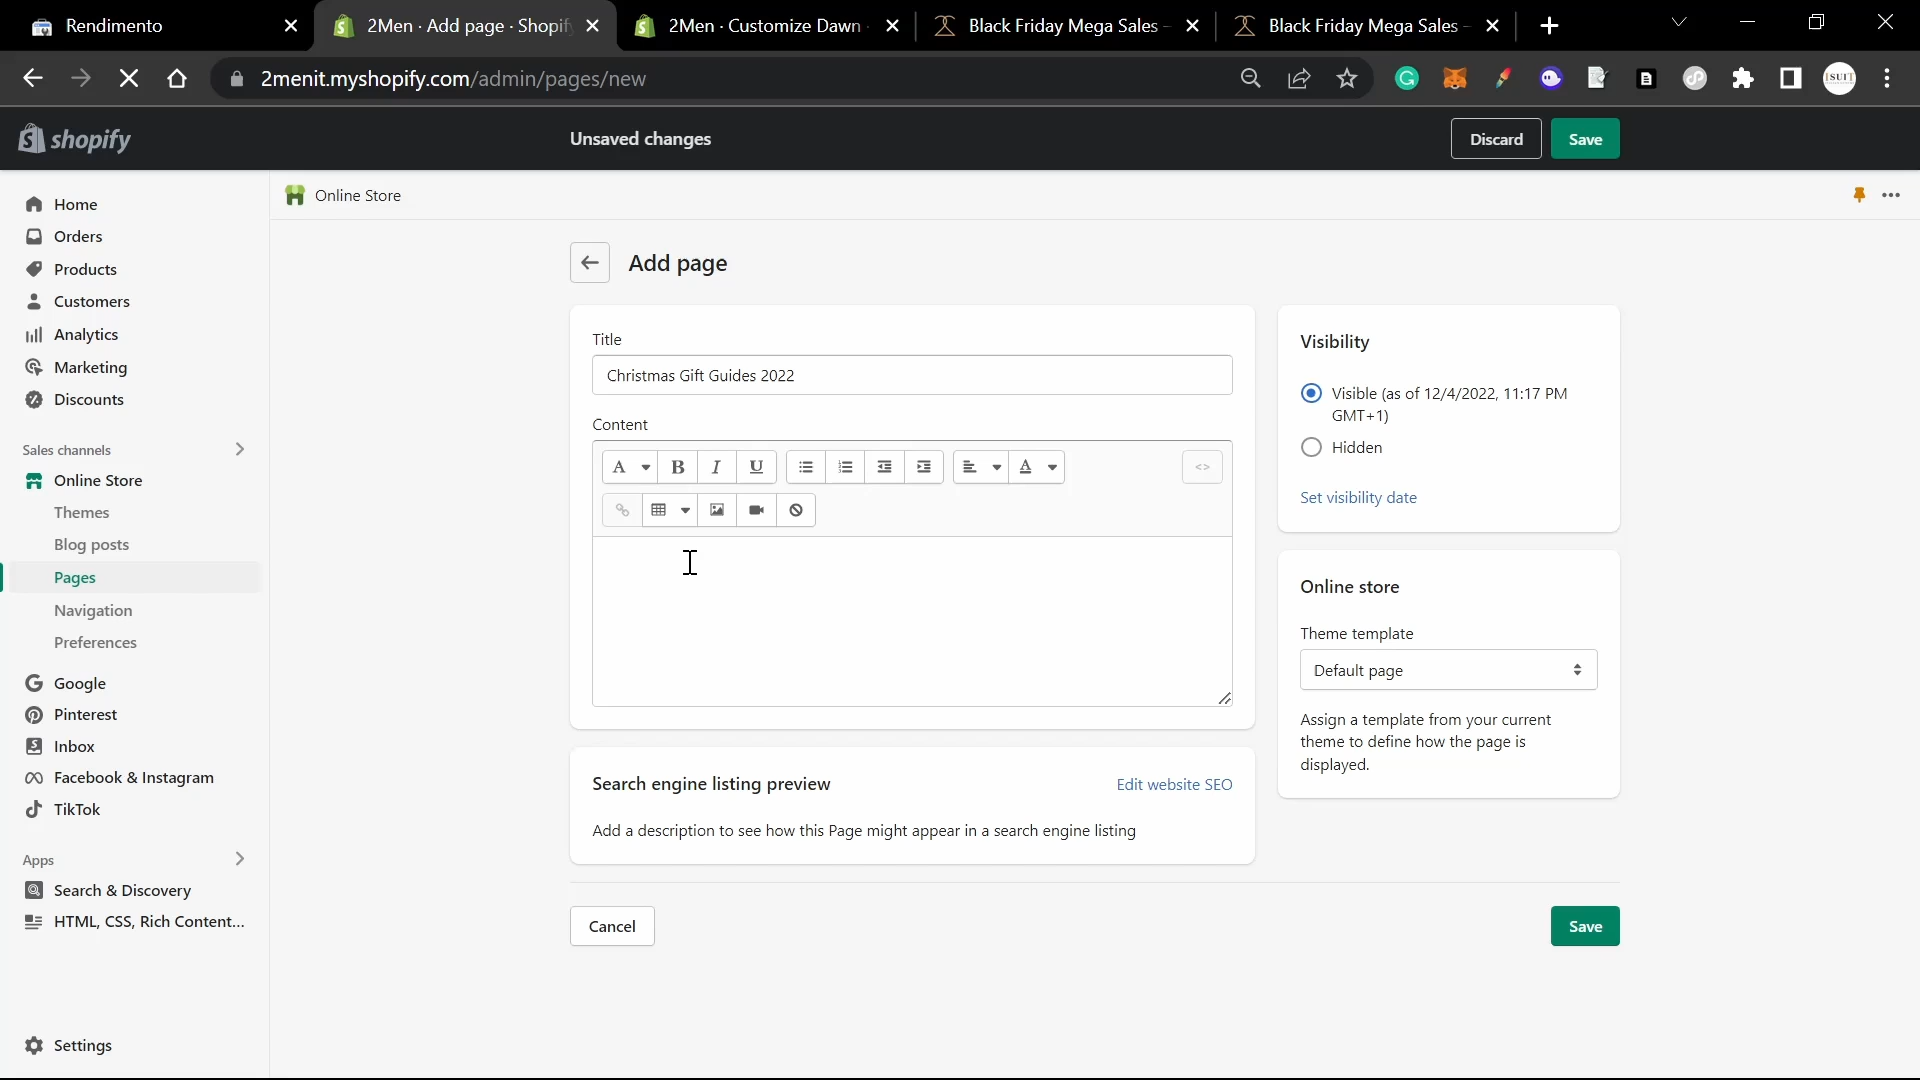 Rendimento
2Men · Add page · Shopif
2Men · Customize Dawn
Black Friday Mega Sales -
Black Friday Mega Sales -
2menit.myshopify.com/admin/pages/new
shopify
Unsaved changes
Discard
Save
Home
Orders
Products
Customers
Analytics
Marketing
Discounts
Sales channels
Online Store
Themes
Blog posts
Pages
Navigation
Preferences
Google
Pinterest
Inbox
Facebook & Instagram
TikTok
Apps
Search & Discovery
HTML, CSS, Rich Content...
Settings
Online Store
Add page
Title
Christmas Gift Guides 2022
Content
A B I U A <>
Search engine listing preview
Edit website SEO
Add a description to see how this Page might appear in a search engine listing
Cancel
Save
Visibility
Visible (as of 12/4/2022, 11:17 PM
GMT+1)
Hidden
Set visibility date
Online store
Theme template
Default page
Assign a template from your current
theme to define how the page is
displayed.